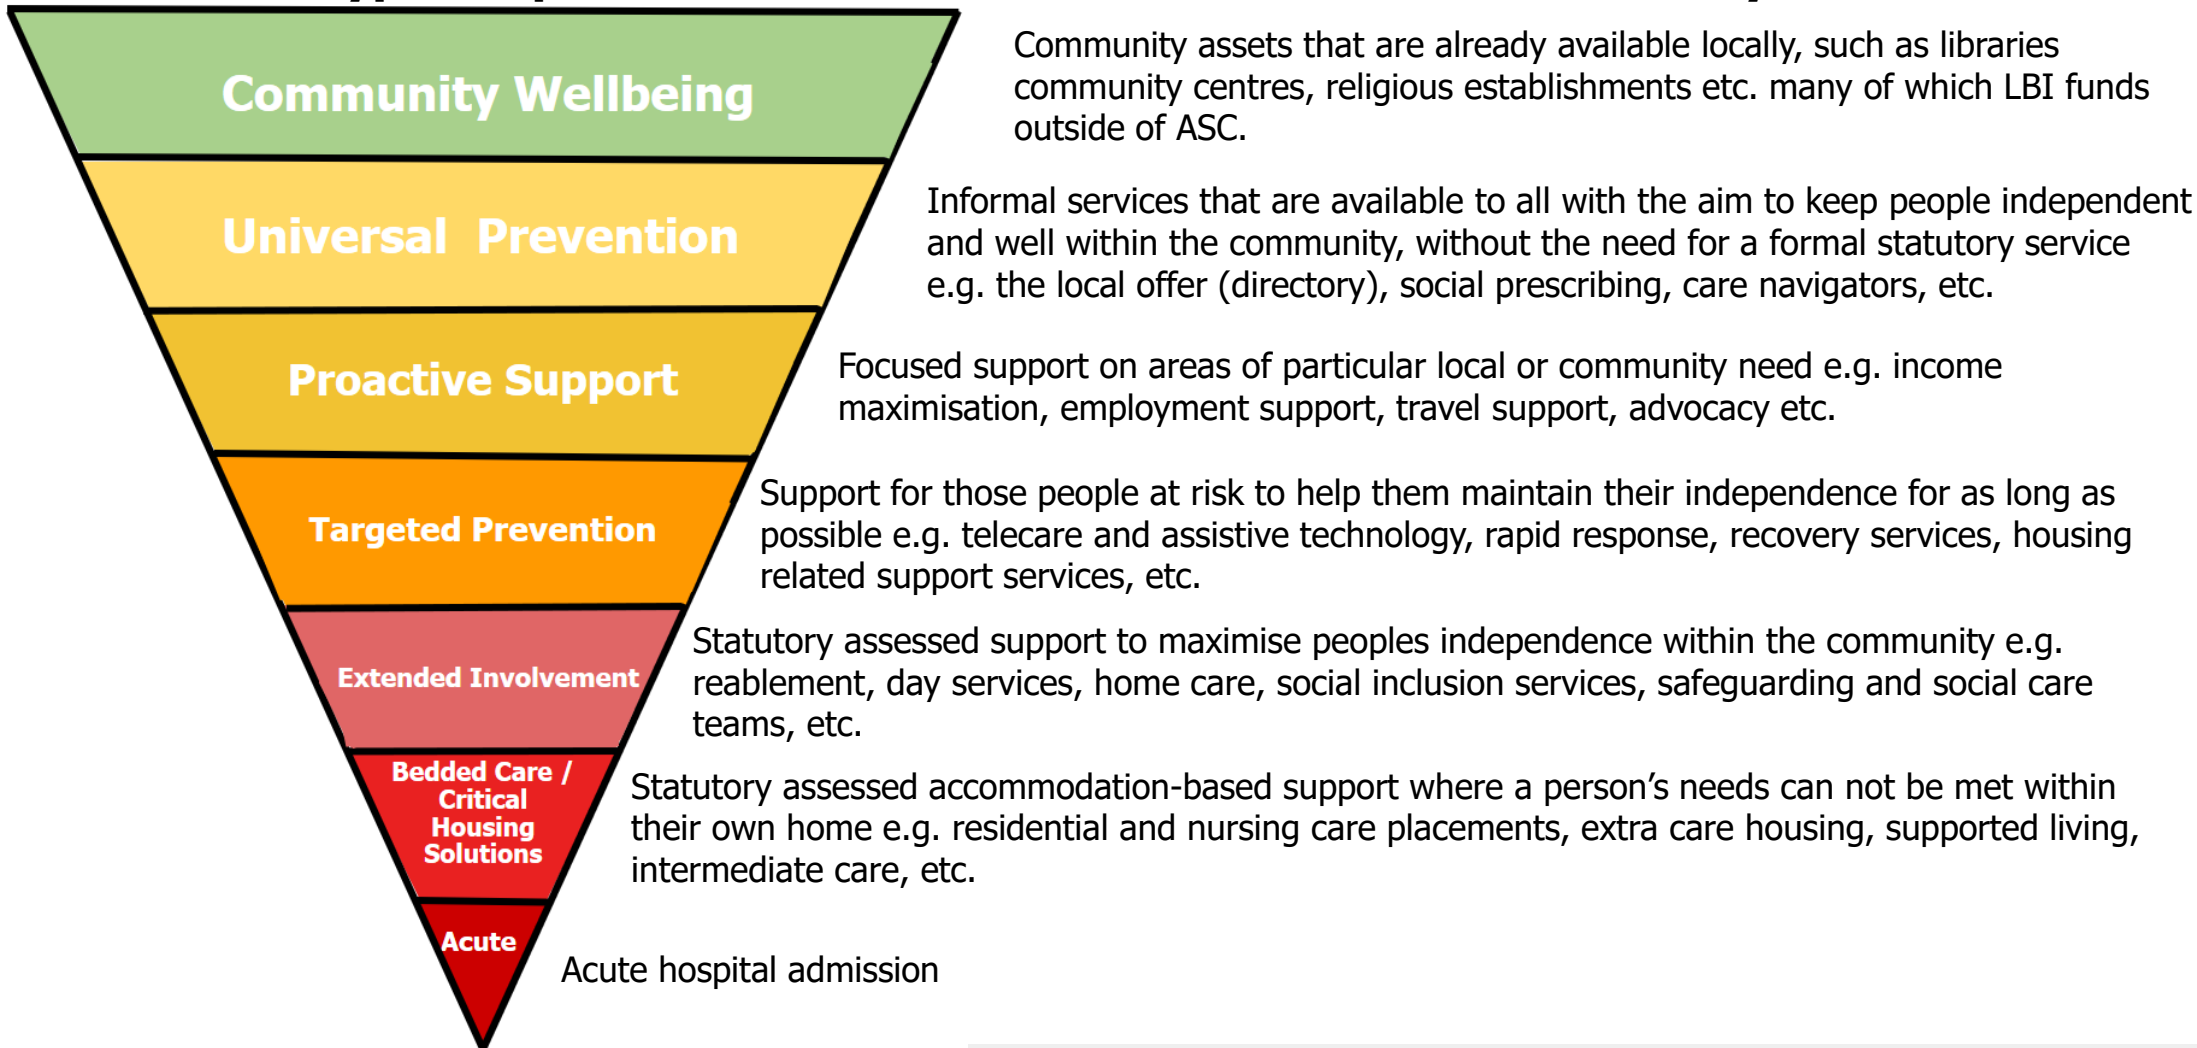 Community Wellbeing
Community assets that are already available locally, such as libraries
community centres, religious establishments etc. many of which LBI funds
outside of ASC.
Universal  Prevention
Informal services that are available to all with the aim to keep people independent
and well within the community, without the need for a formal statutory service
e.g. the local offer (directory), social prescribing, care navigators, etc.
Proactive Support
Focused support on areas of particular local or community need e.g. income
maximisation, employment support, travel support, advocacy etc.
Targeted Prevention
Support for those people at risk to help them maintain their independence for as long as
possible e.g. telecare and assistive technology, rapid response, recovery services, housing
related support services, etc.
Extended Involvement
Statutory assessed support to maximise peoples independence within the community e.g.
reablement, day services, home care, social inclusion services, safeguarding and social care
teams, etc.
Bedded Care /
Critical
Housing
Solutions
Statutory assessed accommodation-based support where a person’s needs can not be met within
their own home e.g. residential and nursing care placements, extra care housing, supported living,
intermediate care, etc.
Acute
Acute hospital admission